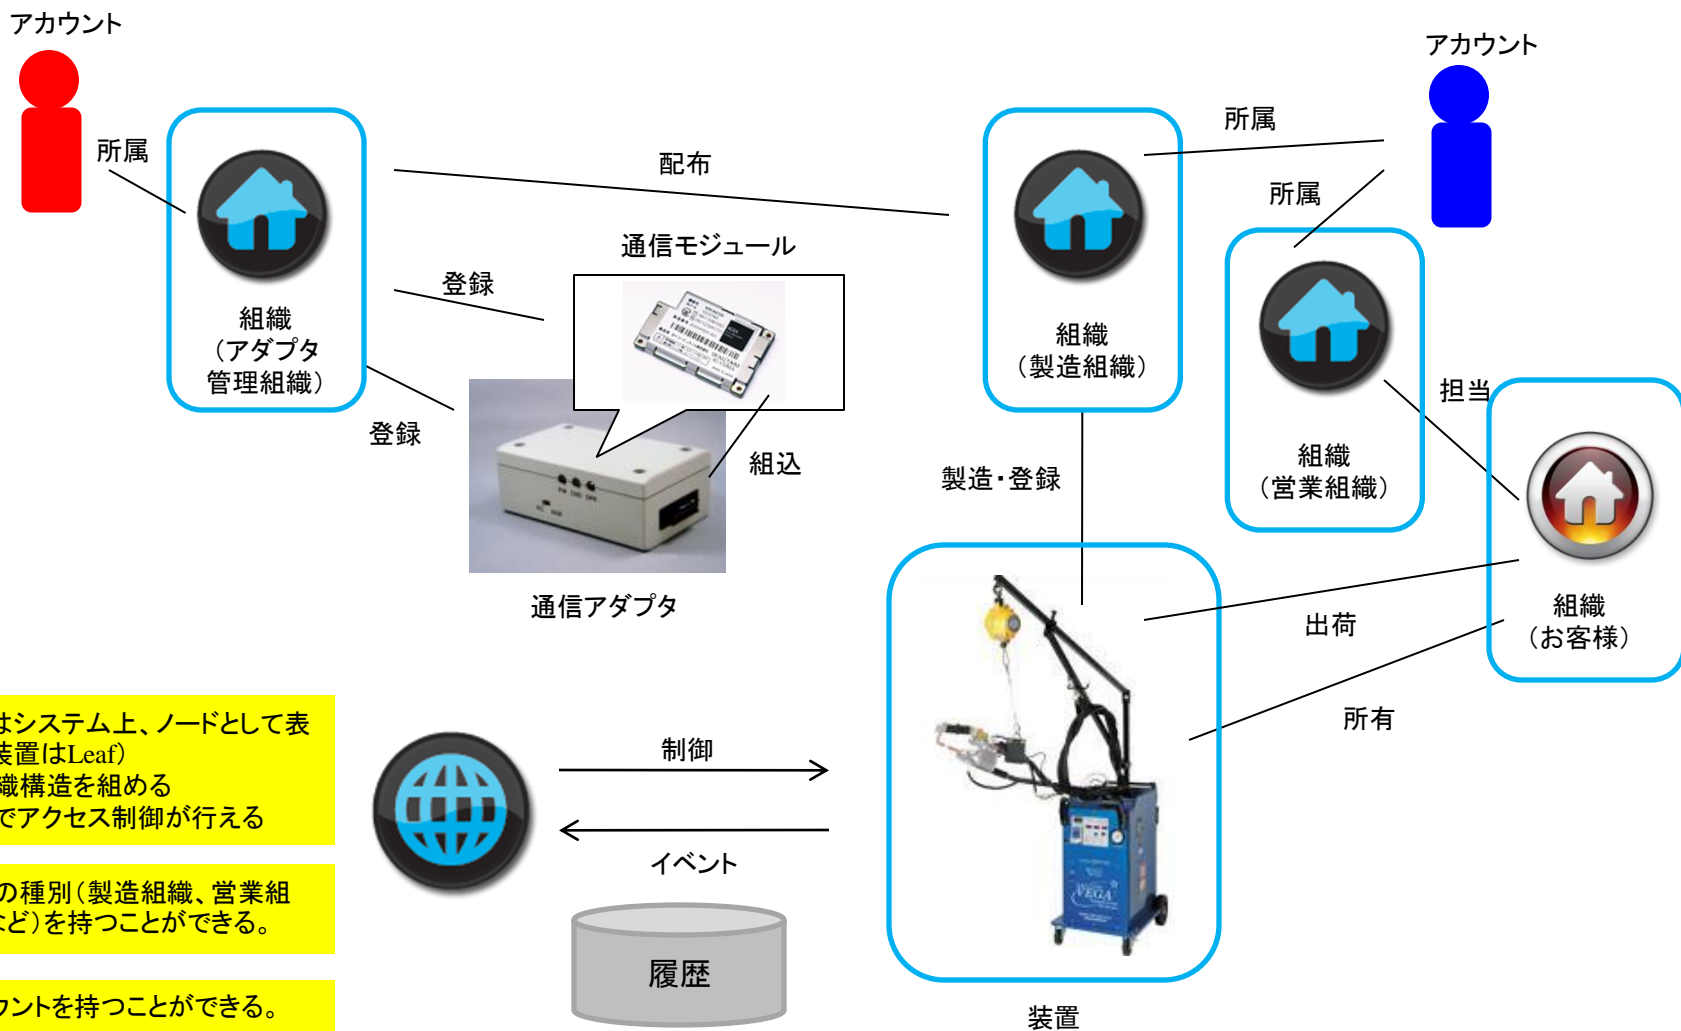 アカウント
アカウント
所属
所属
配布
所属
通信モジュール
登録
組織
（アダプタ
管理組織）
組織
（製造組織）
担当
登録
組込
製造・登録
組織
（営業組織）
通信アダプタ
組織
（お客様）
出荷
所有
はシステム上、ノードとして表
装置はLeaf）
織構造を組める
でアクセス制御が行える
制御
イベント
の種別（製造組織、営業組
など）を持つことができる。
VEGA
履歴
ウントを持つことができる。
装置